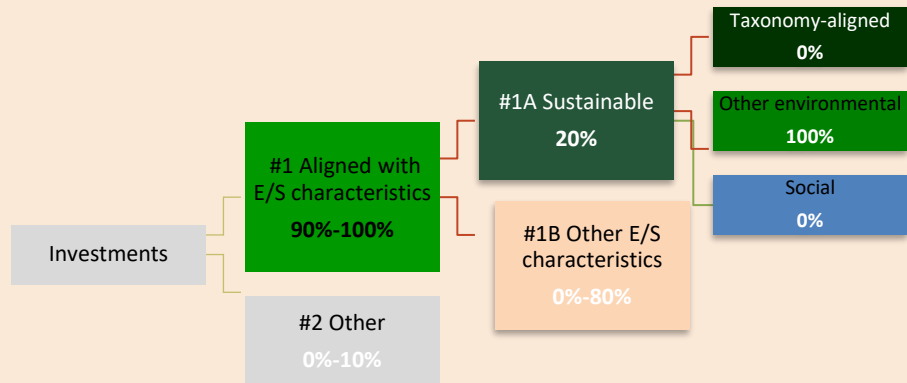 Investments
#1 Aligned with
E/S characteristics
90%-100%
#2 Other
0%-10%
#1A Sustainable
20%
#1B Other E/S
characteristics
0%-80%
Taxonomy-aligned
0%
Other environmental
100%
Social
0%